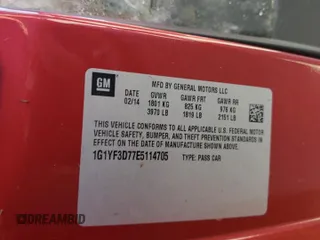 GM
MFD BY GENERAL MOTORS LLC
DATE GVWR GAWR FRT GAWR RR
02/14 1801 KG 825 KG 976 KG
3970 LB 1819 LB 2151 LB
THIS VEHICLE CONFORMS TO ALL APPLICABLE U.S. FEDERAL MOTOR
VEHICLE SAFETY, BUMPER, AND THEFT PREVENTION STANDARDS IN
EFFECT ON THE DATE OF MANUFACTURE SHOWN ABOVE.
1G1YF3D77E5114705 TYPE: PASS CAR
DREAMBID